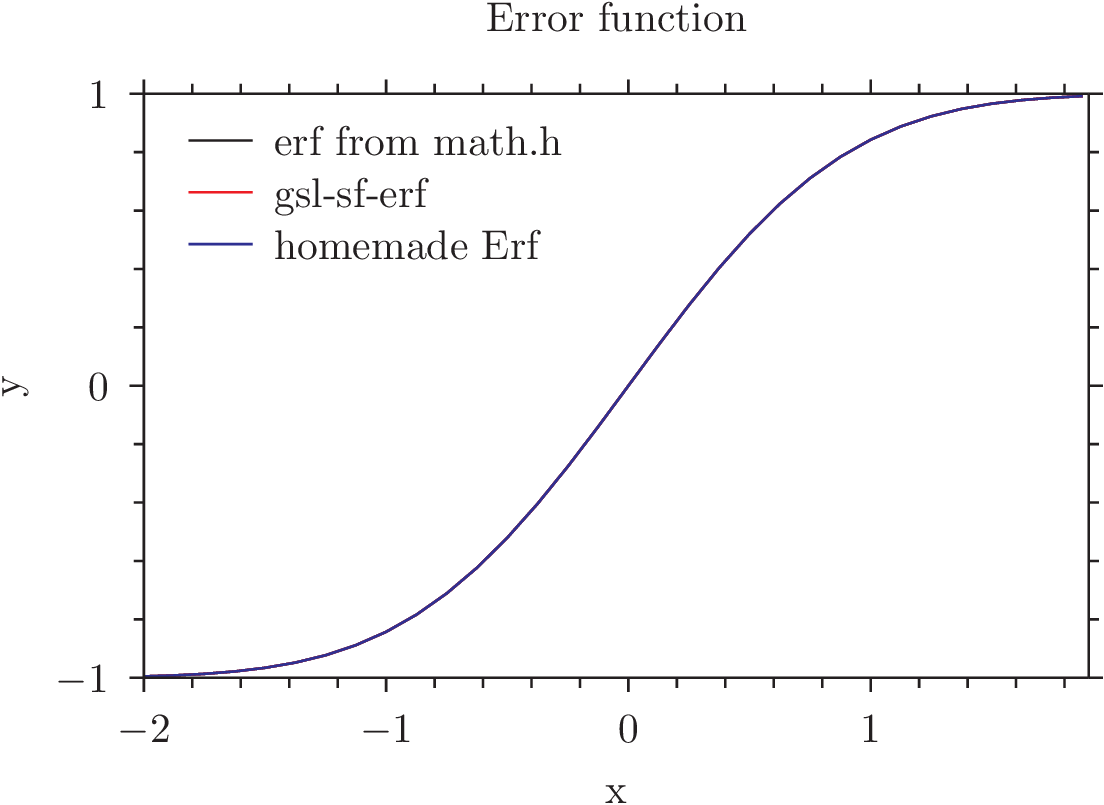 Error function
1
erf from math.h
gsl-sf-erf
homemade Erf
y
0
−1
−2 −1 0 1
x